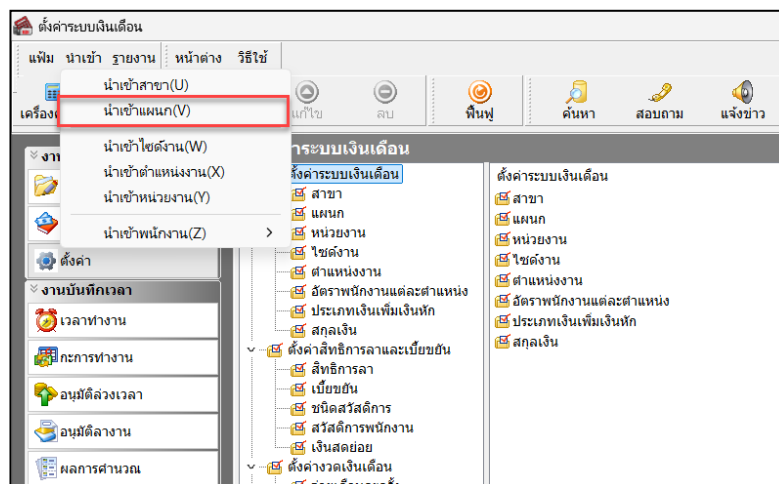 ตั้งค่าระบบเงินเดือน
แฟ้ม นำเข้า รายงาน หน้าต่าง วิธีใช้
นำเข้าสาขา(U)
นำเข้าแผนก(V)
นำเข้าไซต์งาน(W)
นำเข้าตำแหน่งงาน(X)
นำเข้าหน่วยงาน(Y)
นำเข้าพนักงาน(Z)
แก้ไข ลบ ฟื้นฟู ค้นหา สอบถาม แจ้งข่าว
ระบบเงินเดือน
ตั้งค่า
งานบันทึกเวลา
เวลาทำงาน
กะการทำงาน
อนุมัติล่วงเวลา
อนุมัติลางาน
ผลการคำนวณ
ตั้งค่าระบบเงินเดือน
สาขา
แผนก
หน่วยงาน
ไซต์งาน
ตำแหน่งงาน
อัตราพนักงานแต่ละตำแหน่ง
ประเภทเงินเพิ่มเงินหัก
สกุลเงิน
ตั้งค่าสิทธิการลาและเบี้ยขยัน
สิทธิการลา
เบี้ยขยัน
ชนิดสวัสดิการ
สวัสดิการพนักงาน
เงินสดย่อย
ตั้งค่างวดเงินเดือน
ตั้งค่าระบบเงินเดือน
สาขา
แผนก
หน่วยงาน
ไซต์งาน
ตำแหน่งงาน
อัตราพนักงานแต่ละตำแหน่ง
ประเภทเงินเพิ่มเงินหัก
สกุลเงิน